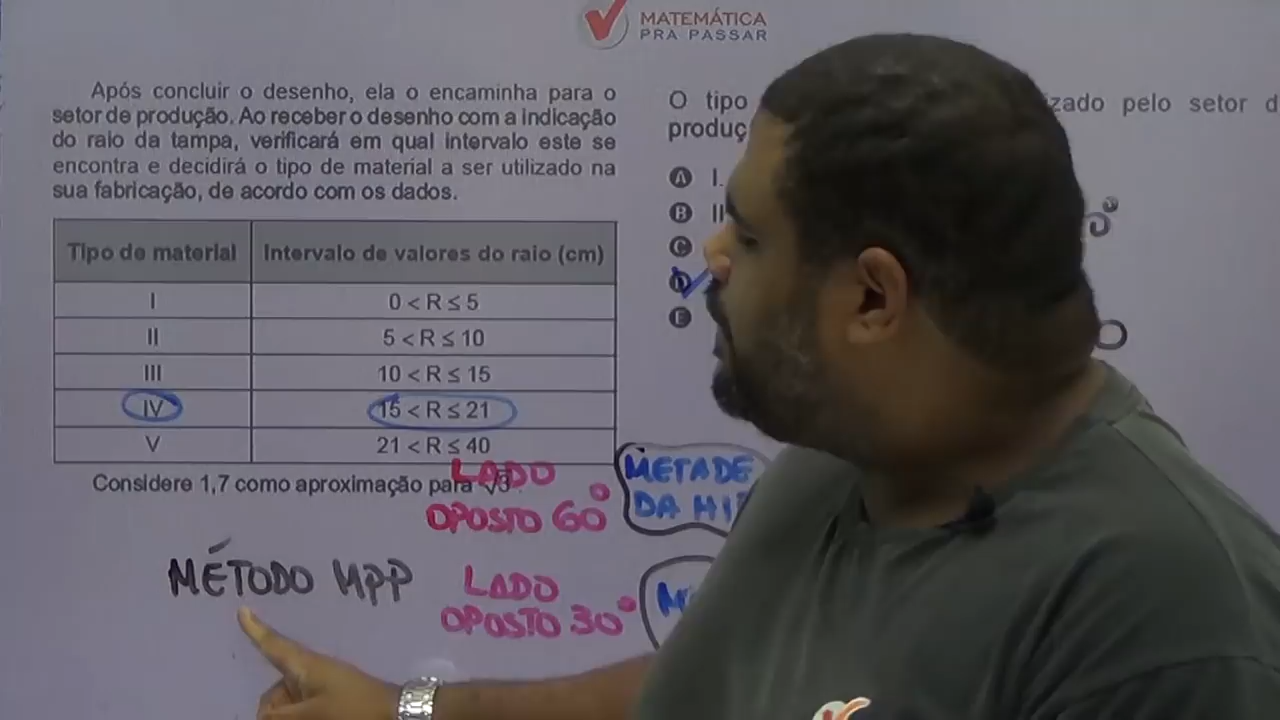 MATEMÁTICA
PRA PASSAR
Após concluir o desenho, ela o encaminha para o
setor de produção. Ao receber o desenho com a indicação
do raio da tampa, verificará em qual intervalo este se
encontra e decidirá o tipo de material a ser utilizado na
sua fabricação, de acordo com os dados.
Tipo de material Intervalo de valores do raio (cm)
I 0 < R ≤ 5
II 5 < R ≤ 10
III 10 < R ≤ 15
IV 15 < R ≤ 21
V 21 < R ≤ 40
Considere 1,7 como aproximação para √3
O tipo
pelo setor
A I.
B
C
D
E
LADO
OPOSTO 60°
METADE
DA
MÉTODO MPP
LADO
OPOSTO 30°